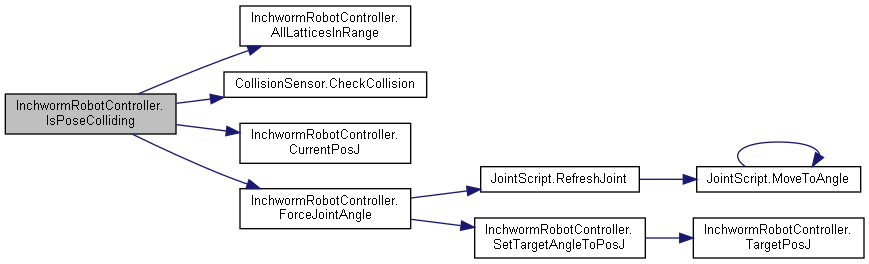 InchwormRobotController.
IsPoseColliding
InchwormRobotController.
AllLatticesInRange
CollisionSensor.CheckCollision
InchwormRobotController.
CurrentPosJ
InchwormRobotController.
ForceJointAngle
JointScript.RefreshJoint
JointScript.MoveToAngle
InchwormRobotController.
SetTargetAngleToPosJ
InchwormRobotController.
TargetPosJ